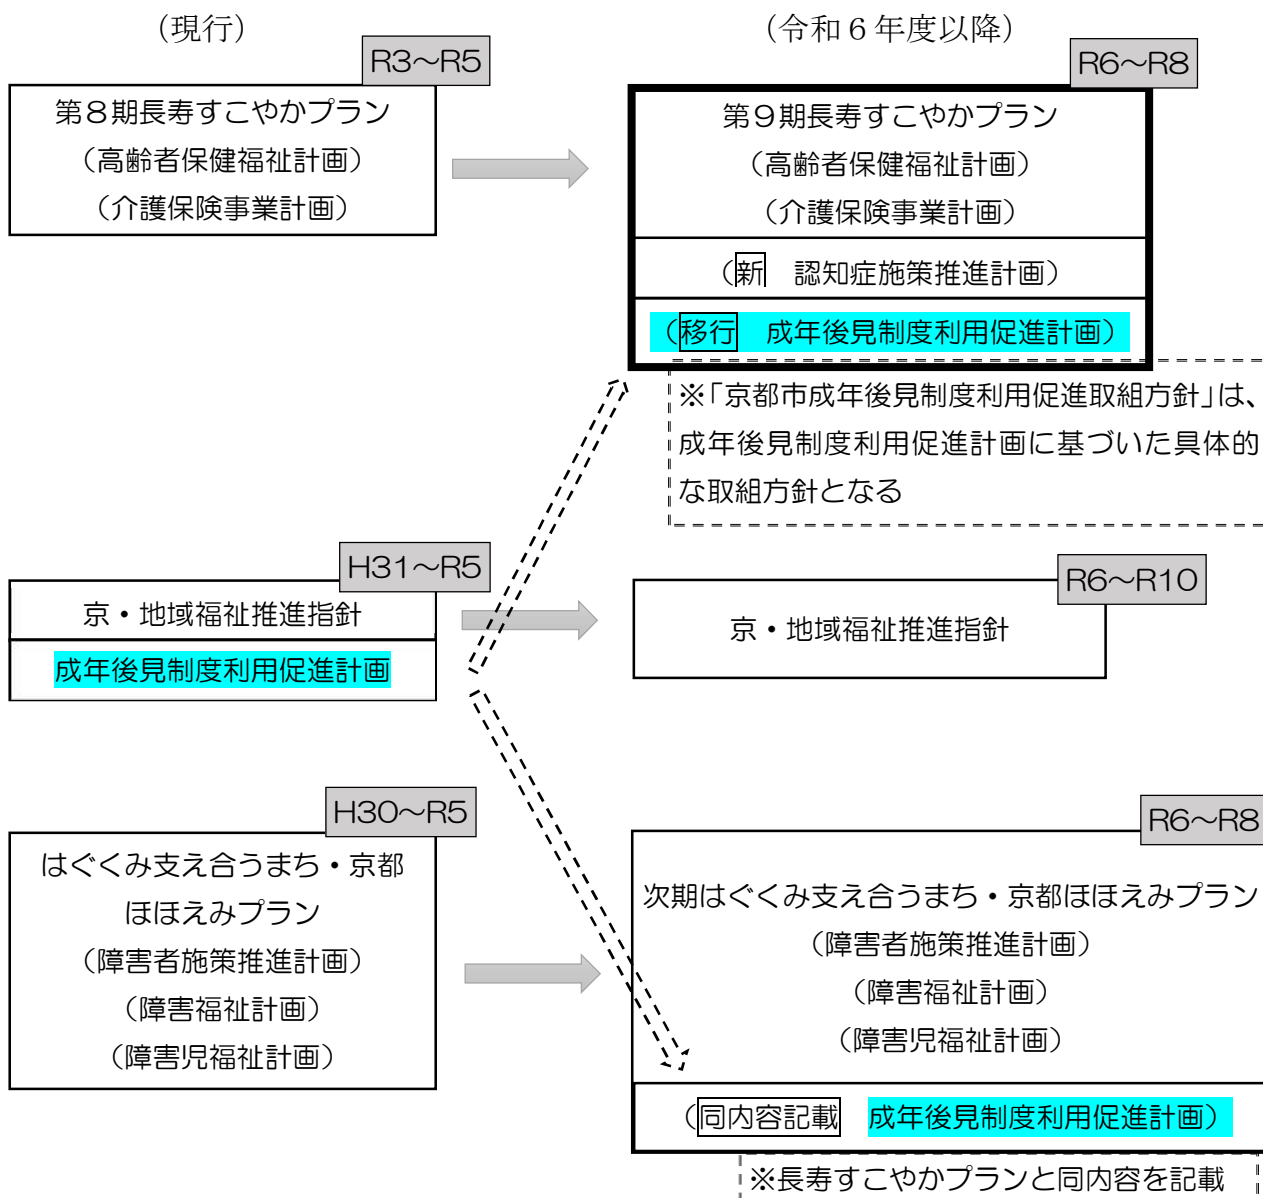 （現行）
（令和６年度以降）
R3～R5
第８期長寿すこやかプラン
（高齢者保健福祉計画）
（介護保険事業計画）
R6～R8
第９期長寿すこやかプラン
（高齢者保健福祉計画）
（介護保険事業計画）
（新　認知症施策推進計画）
（移行　成年後見制度利用促進計画）
※「京都市成年後見制度利用促進取組方針」は、
成年後見制度利用促進計画に基づいた具体的
な取組方針となる
H31～R5
京・地域福祉推進指針
成年後見制度利用促進計画
R6～R10
京・地域福祉推進指針
H30～R5
はぐくみ支え合うまち・京都
ほほえみプラン
（障害者施策推進計画）
（障害福祉計画）
（障害児福祉計画）
R6～R8
次期はぐくみ支え合うまち・京都ほほえみプラン
（障害者施策推進計画）
（障害福祉計画）
（障害児福祉計画）
（同内容記載　成年後見制度利用促進計画）
※長寿すこやかプランと同内容を記載